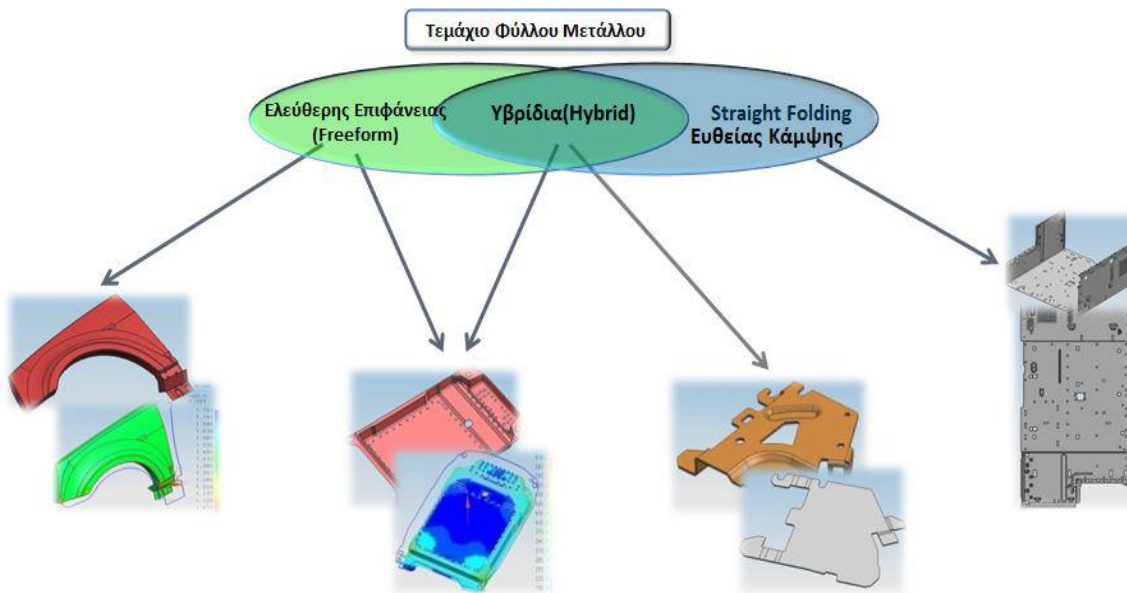 Τεμάχιο Φύλλου Μετάλλου
Ελεύθερης Επιφάνειας
(Freeform)
Υβρίδια(Hybrid)
Straight Folding
Ευθείας Κάμψης